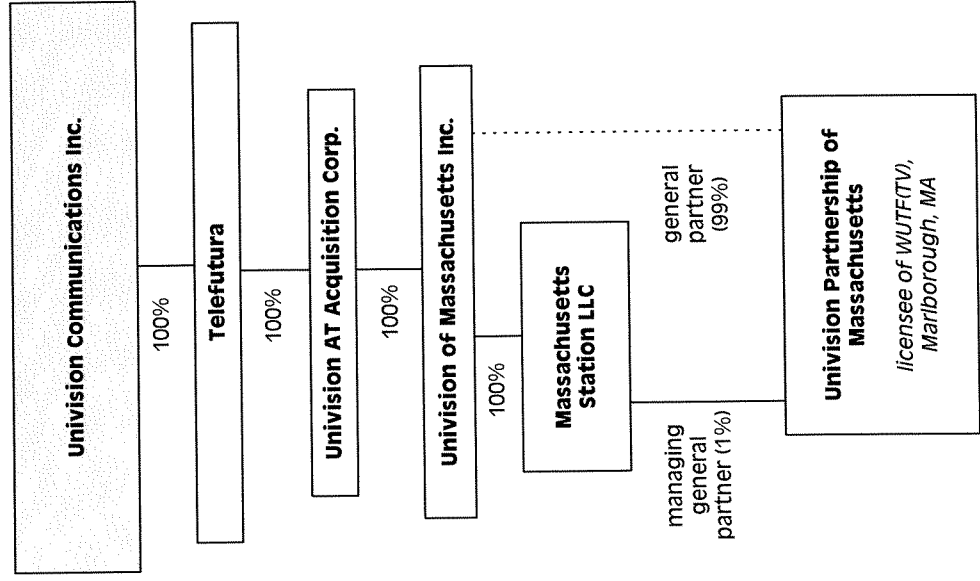 Univision Communications Inc.
100%
Telefutura
100%
Univision AT Acquisition Corp.
100%
Univision of Massachusetts Inc.
100%
Massachusetts
Station LLC
managing
general
partner (1%)
general
partner
(99%)
Univision Partnership of
Massachusetts
licensee of WUTF(TV),
Marlborough, MA